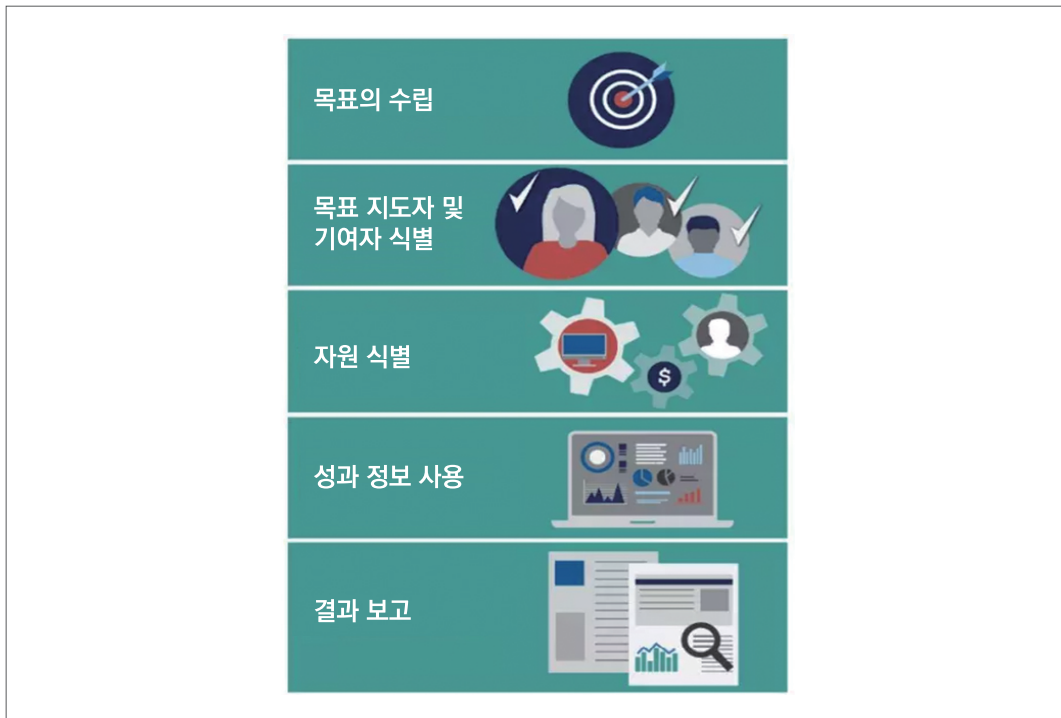 목표의 수립
목표 지도자 및
기여자 식별
자원 식별
$
성과 정보 사용
결과 보고